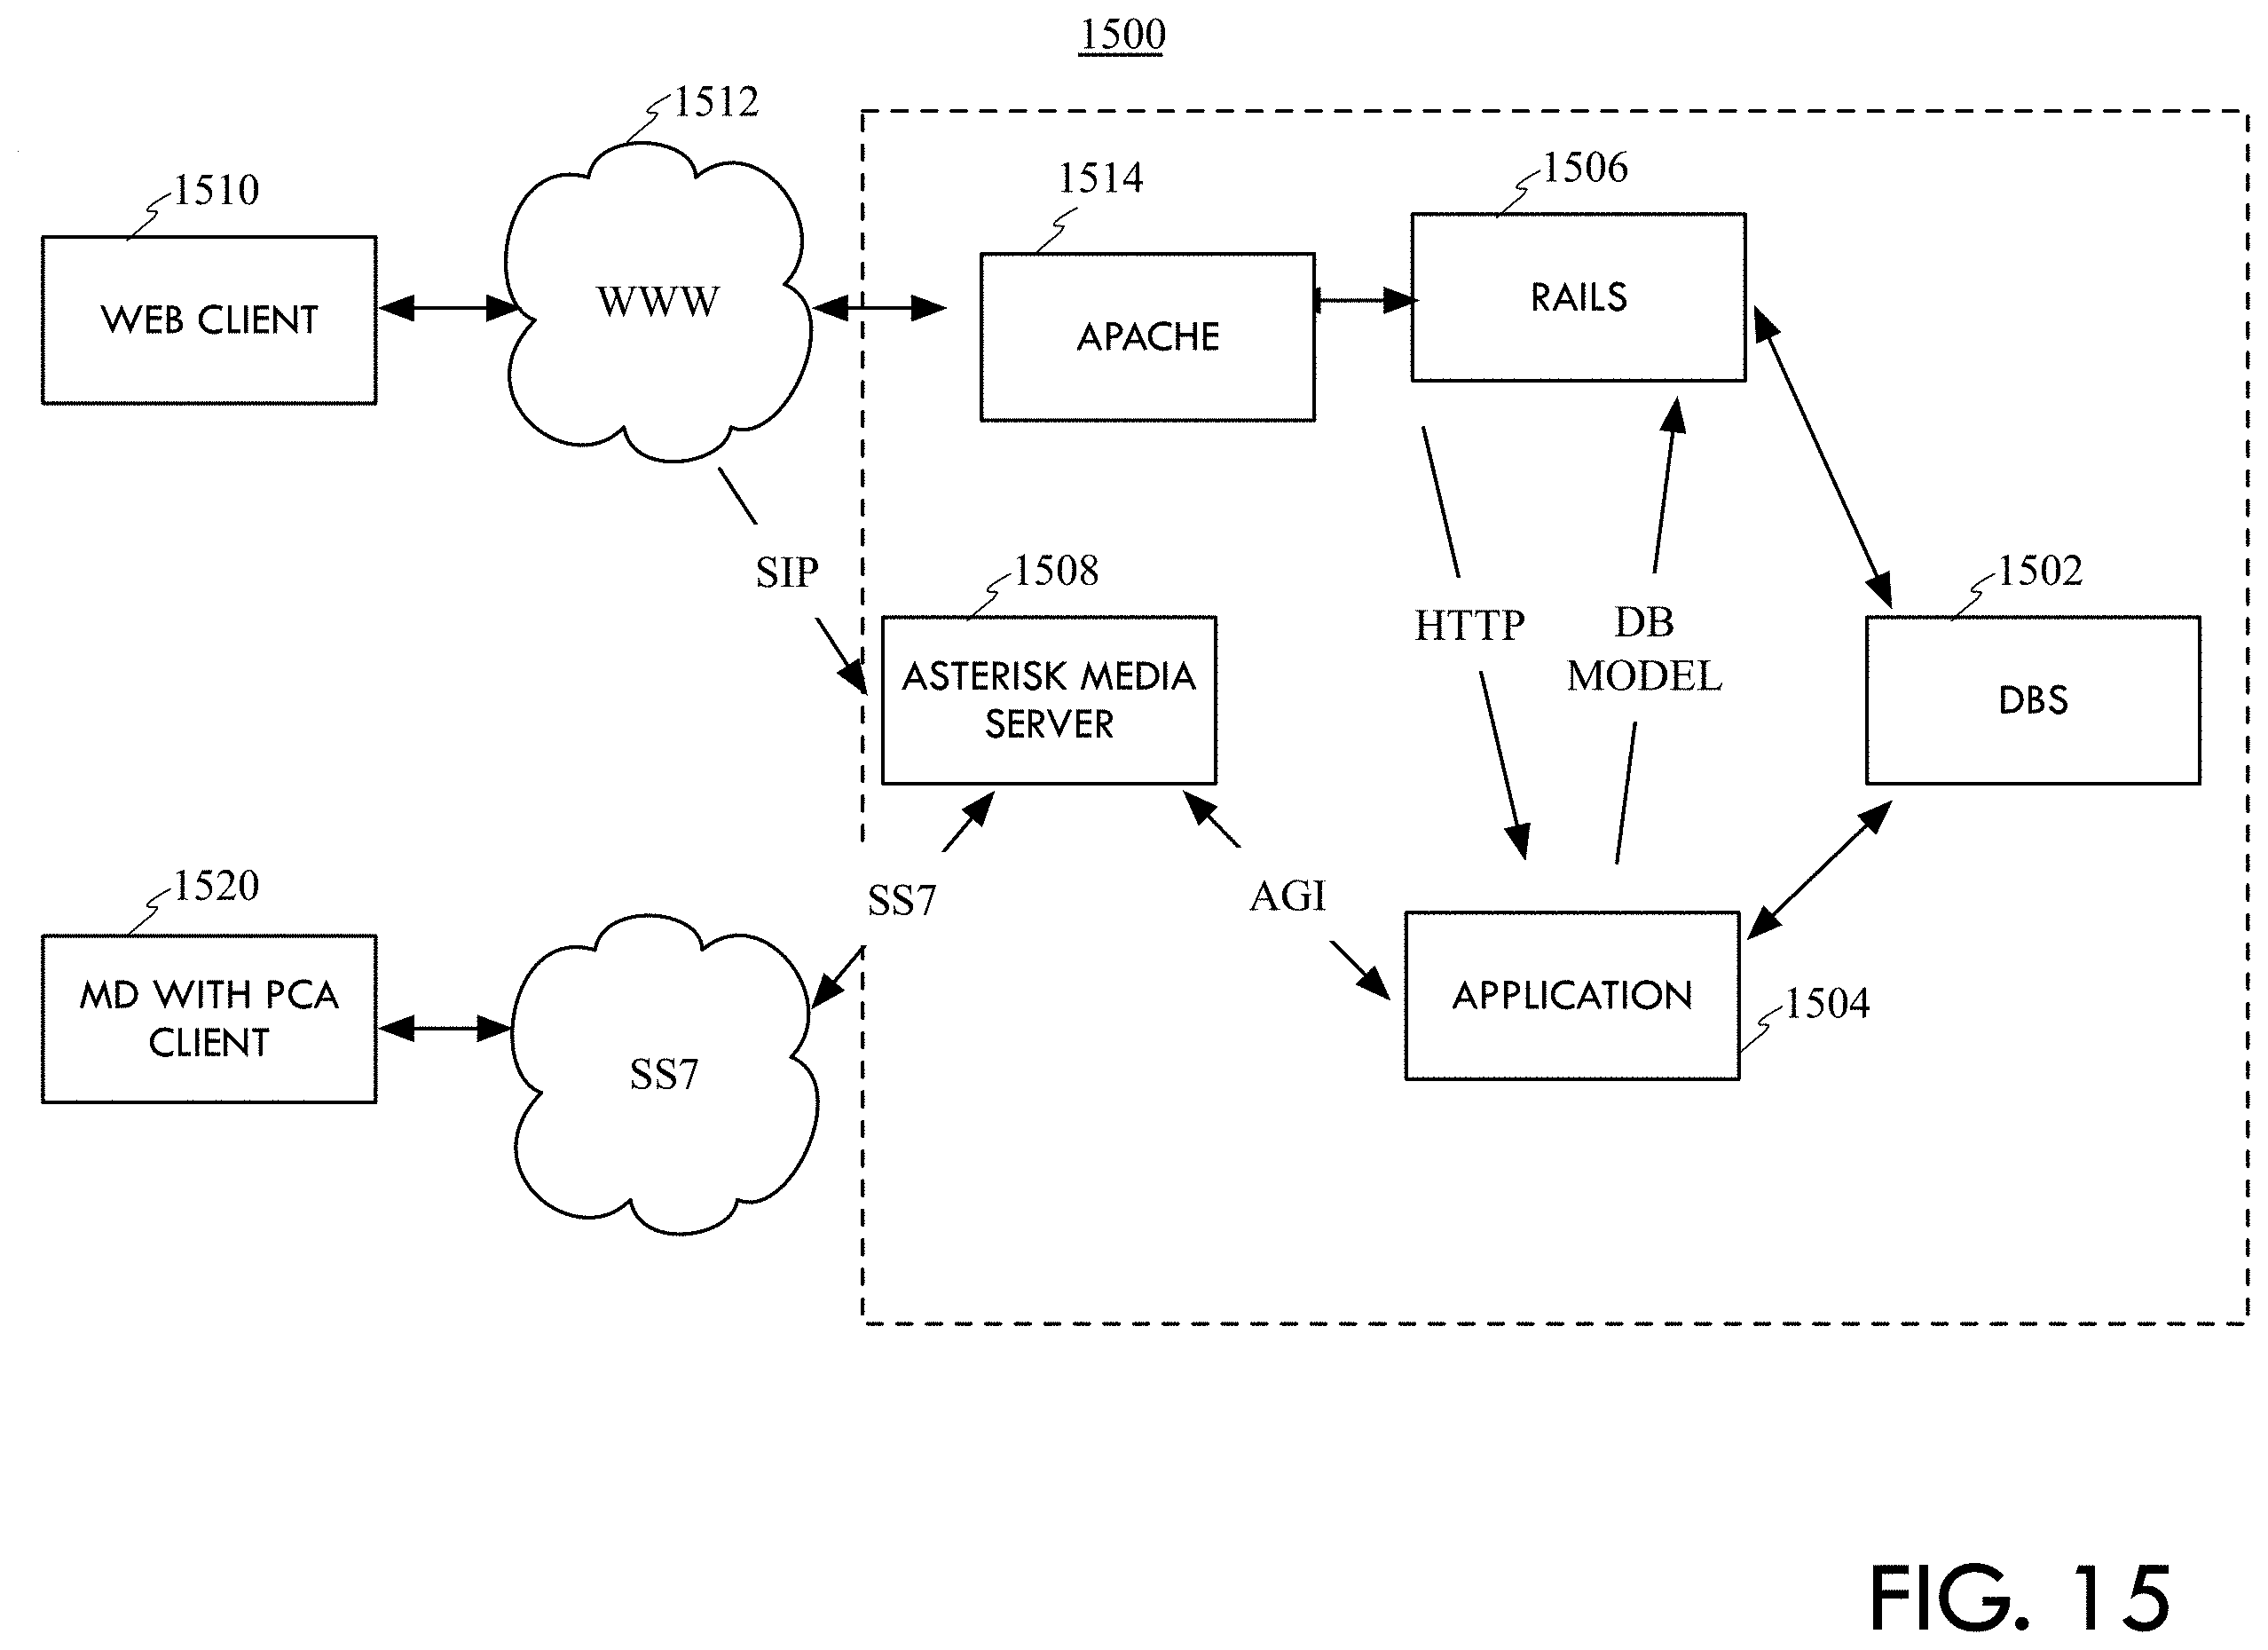 1500
1512
1510
1514
1506
WEB CLIENT
WWW
APACHE
RAILS
SIP
1508
1502
ASTERISK MEDIA
SERVER
HTTP
DB
MODEL
DBS
1520
SS7
AGI
MD WITH PCA
CLIENT
SS7
APPLICATION
1504
FIG. 15